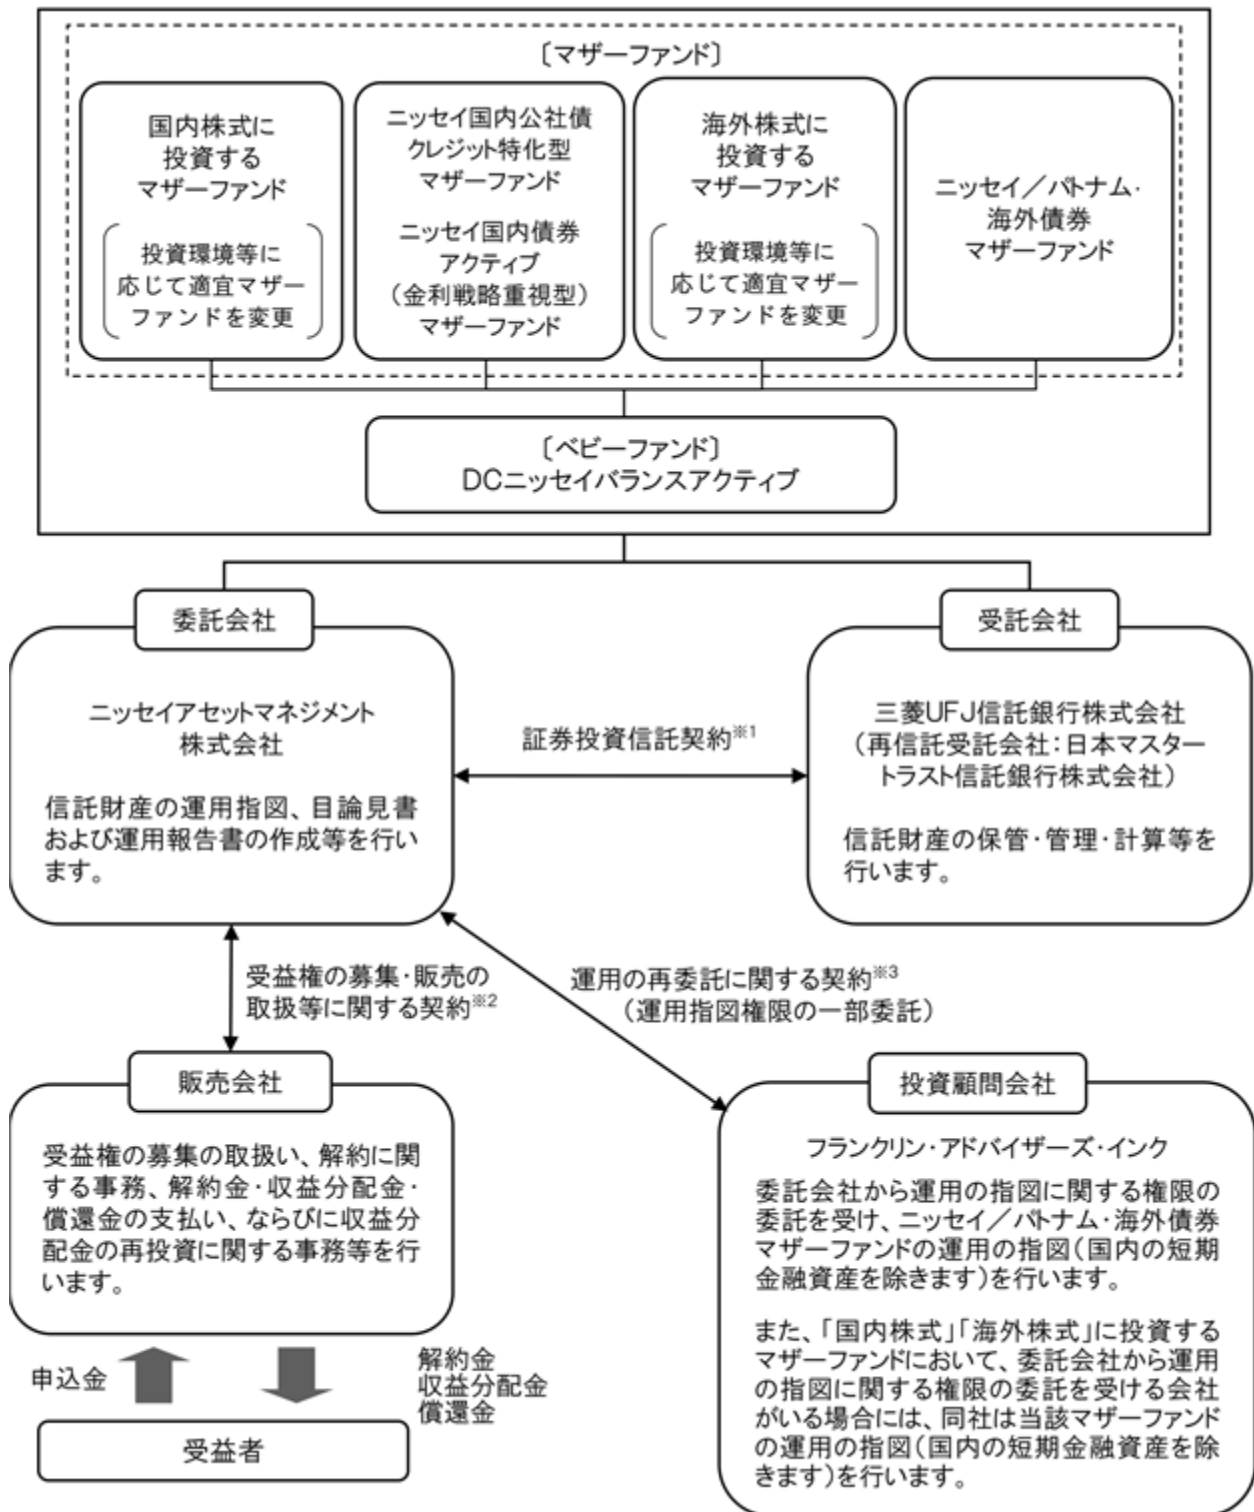 〔マザーファンド〕
国内株式に
投資する
マザーファンド
投資環境等に
応じて適宜マザー
ファンドを変更
ニッセイ国内公社債
クレジット特化型
マザーファンド
ニッセイ国内債券
アクティブ
（金利戦略重視型）
マザーファンド
海外株式に
投資する
マザーファンド
投資環境等に
応じて適宜マザー
ファンドを変更
ニッセイ／パトナム・
海外債券
マザーファンド
〔ベビーファンド〕
DCニッセイバランスアクティブ
委託会社
ニッセイアセットマネジメント
株式会社
信託財産の運用指図、目論見書
および運用報告書の作成等を行い
ます。
証券投資信託契約※1
受託会社
三菱UFJ信託銀行株式会社
（再信託受託会社：日本マスター
トラスト信託銀行株式会社）
信託財産の保管・管理・計算等を
行います。
受益権の募集・販売の
取扱等に関する契約※2
運用の再委託に関する契約※3
（運用指図権限の一部委託）
販売会社
受益権の募集の取扱い、解約に関
する事務、解約金・収益分配金・
償還金の支払い、ならびに収益分
配金の再投資に関する事務等を行
います。
申込金
解約金
収益分配金
償還金
受益者
投資顧問会社
フランクリン・アドバイザーズ・インク
委託会社から運用の指図に関する権限の
委託を受け、ニッセイ／パトナム・海外債券
マザーファンドの運用の指図（国内の短期
金融資産を除きます）を行います。
また、「国内株式」「海外株式」に投資する
マザーファンドにおいて、委託会社から運用
の指図に関する権限の委託を受ける会社
がいる場合には、同社は当該マザーファンド
の運用の指図（国内の短期金融資産を除
きます）を行います。